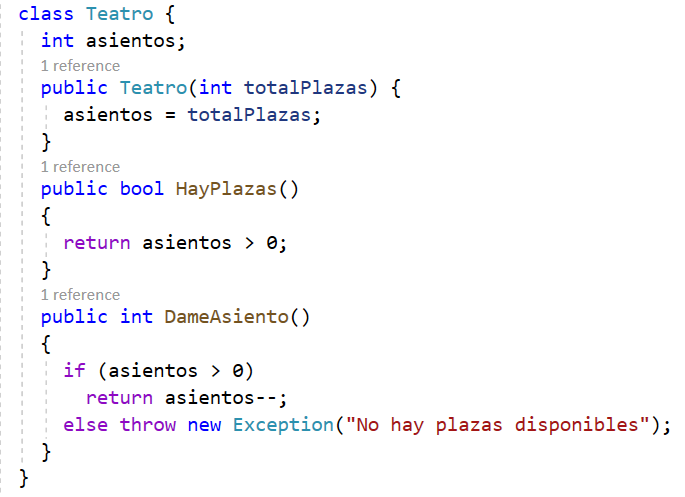 class Teatro {
int asientos;
1 reference
public Teatro(int totalPlazas) {
asientos = totalPlazas;
}
1 reference
public bool HayPlazas()
{
return asientos > 0;
}
1 reference
public int DameAsiento()
{
if (asientos > 0)
return asientos--;
else throw new Exception("No hay plazas disponibles");
}
}